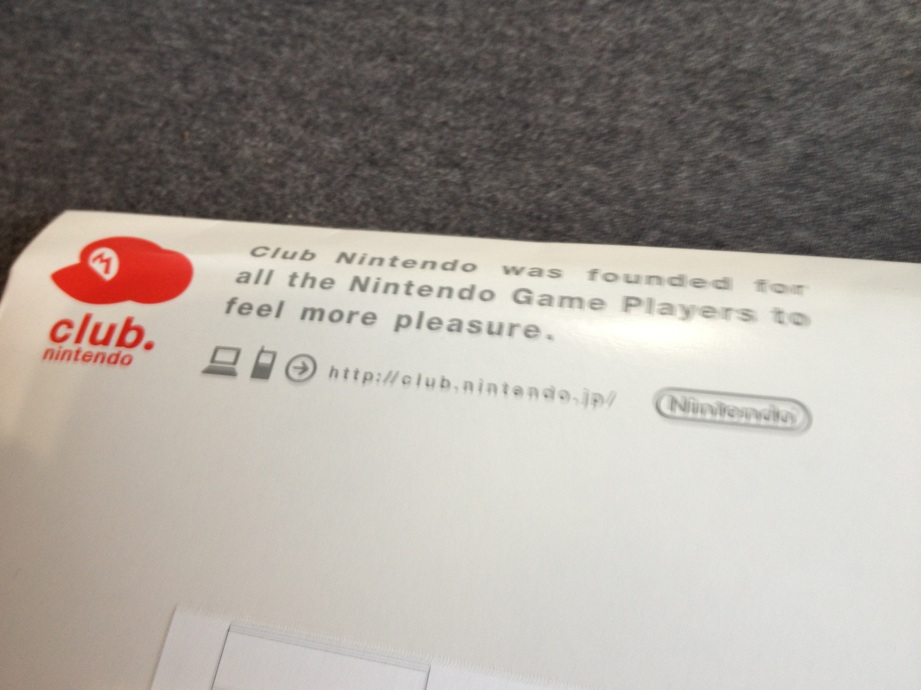 M
club.
nintendo
Club Nintendo was founded for
all the Nintendo Game Players to
feel more pleasure.
http://club.nintendo.jp/
Nintendo